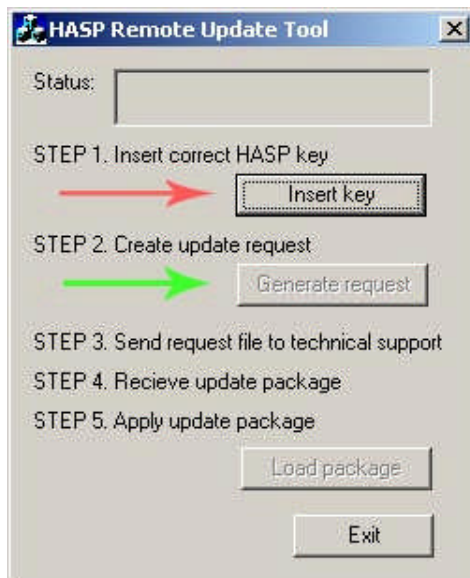 HASP Remote Update Tool
Status:
STEP 1. Insert correct HASP key
Insert key
STEP 2. Create update request
Generate request
STEP 3. Send request file to technical support
STEP 4. Recieve update package
STEP 5. Apply update package
Load package
Exit